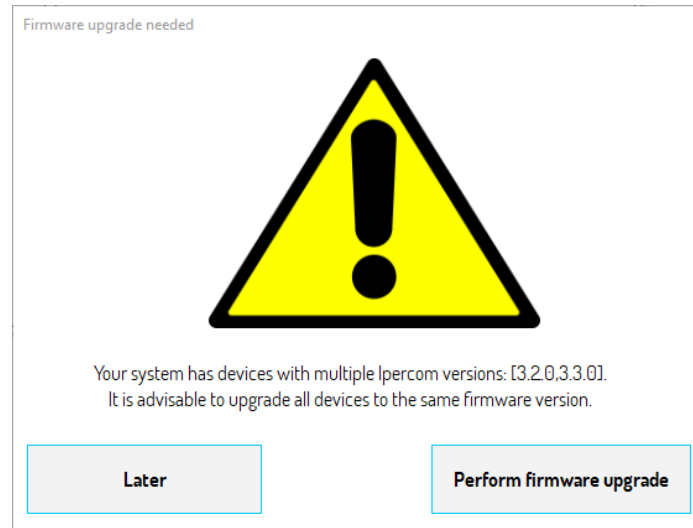 Firmware upgrade needed
Your system has devices with multiple Ipercom versions: [3.2.0,3.3.0].
It is advisable to upgrade all devices to the same firmware version.
Later
Perform firmware upgrade